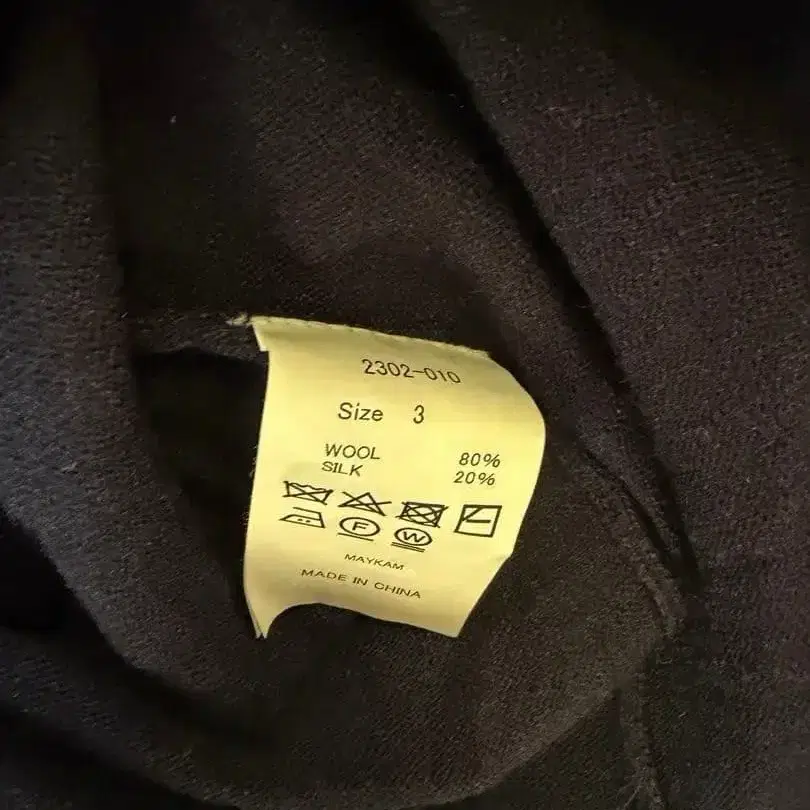 2302-010
Size 3
WOOL 80%
SILK 20%
F W
MAYKAM
MADE IN CHINA